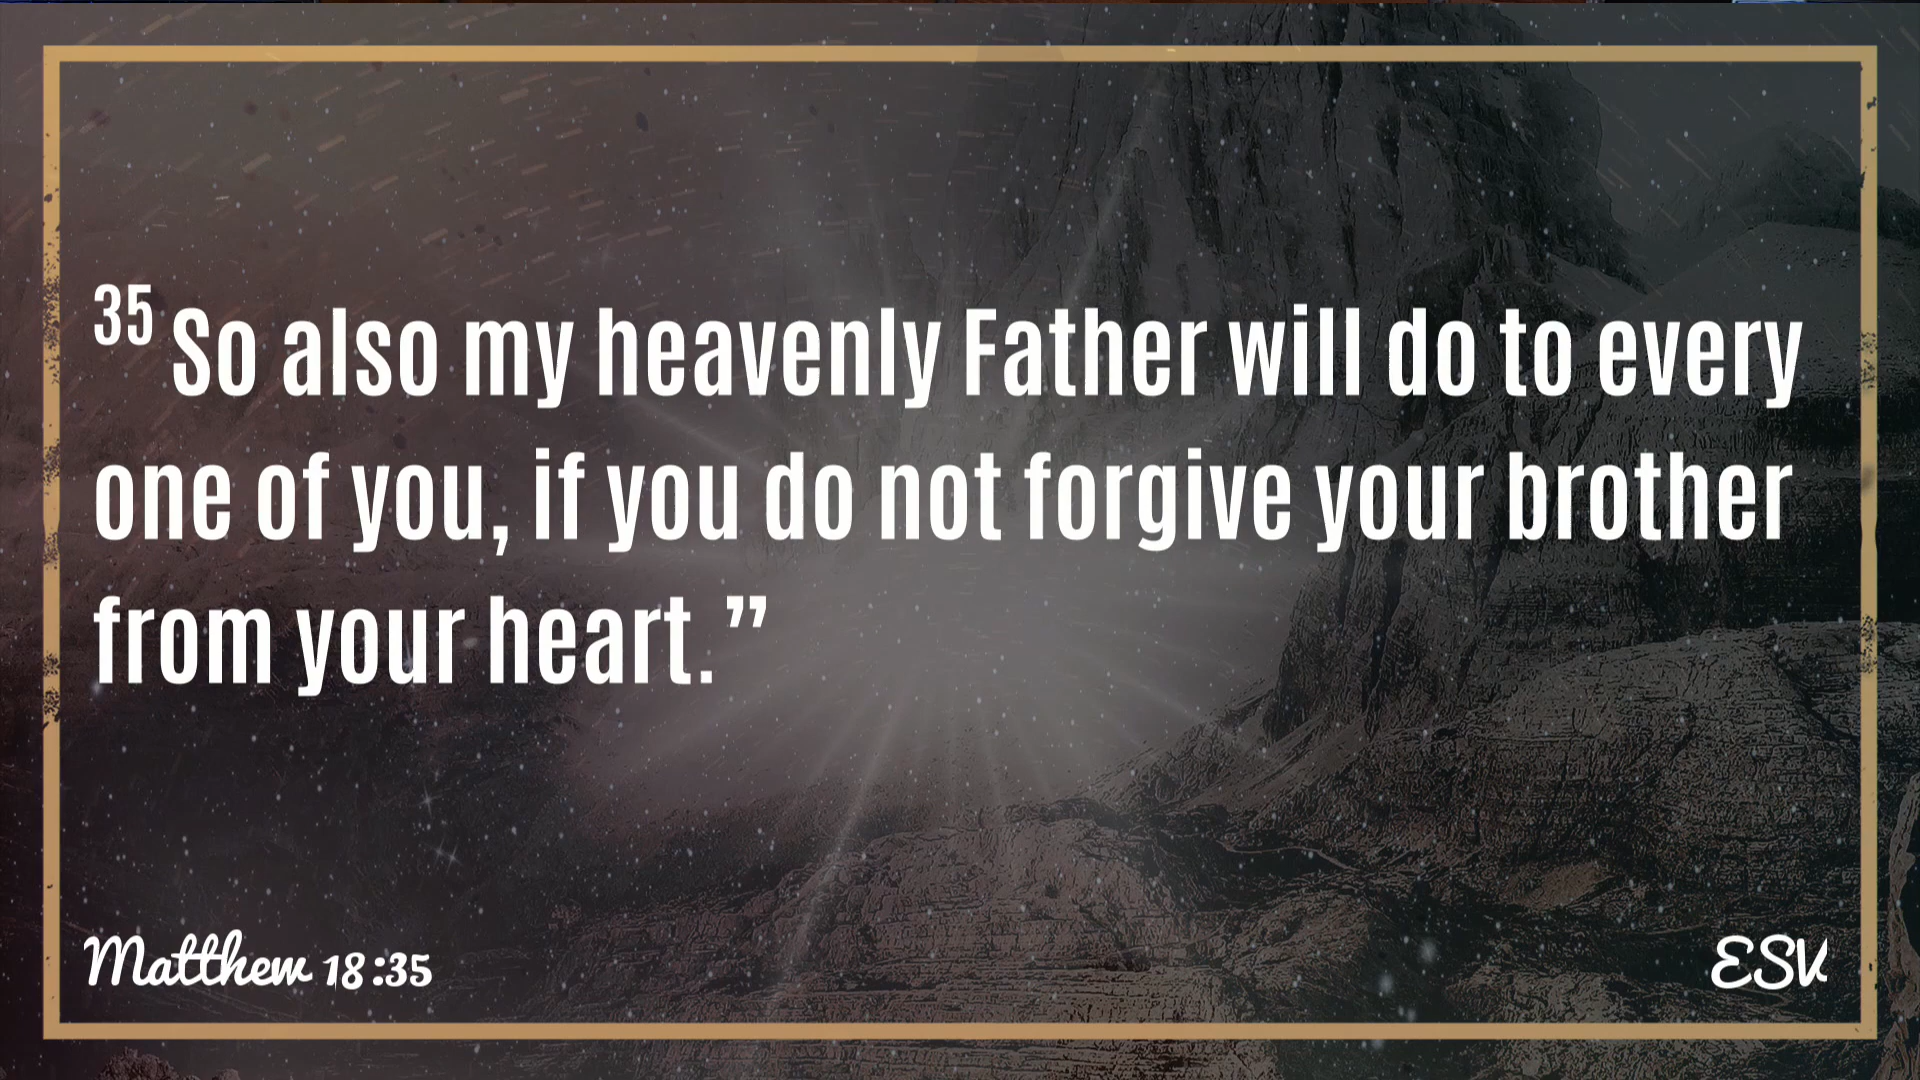 35 So also my heavenly Father will do to every
one of you, if you do not forgive your brother
from your heart.”
Matthew 18:35
ESV